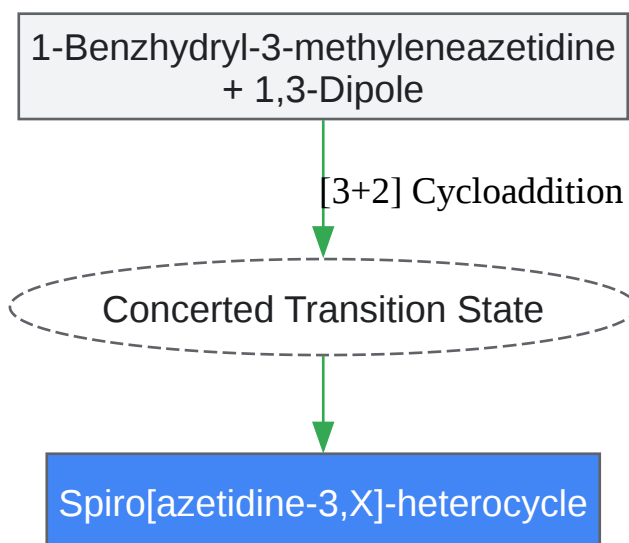 1-Benzhydryl-3-methyleneazetidine
+ 1,3-Dipole
[3+2] Cycloaddition
Concerted Transition State
Spiro[azetidine-3,X]-heterocycle